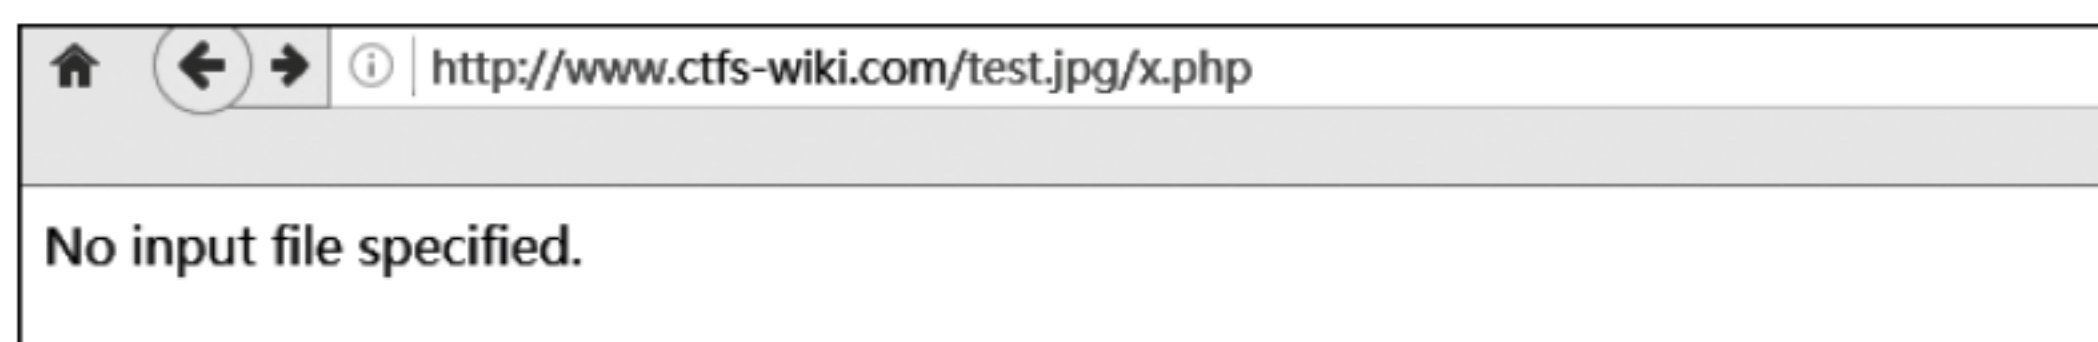 http://www.ctfs-wiki.com/test.jpg/x.php
No input file specified.